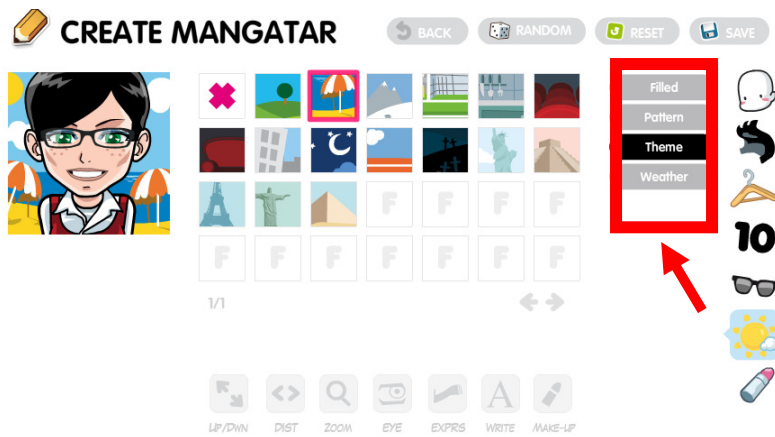 CREATE MANGATAR
BACK
RANDOM
RESET
SAVE
Filled
Pattern
Theme
Weather
F F F F
F F F F F F F
10
1/1
UP/DWN DIST ZOOM EYE EXPRS WRITE MAKE-UP
A